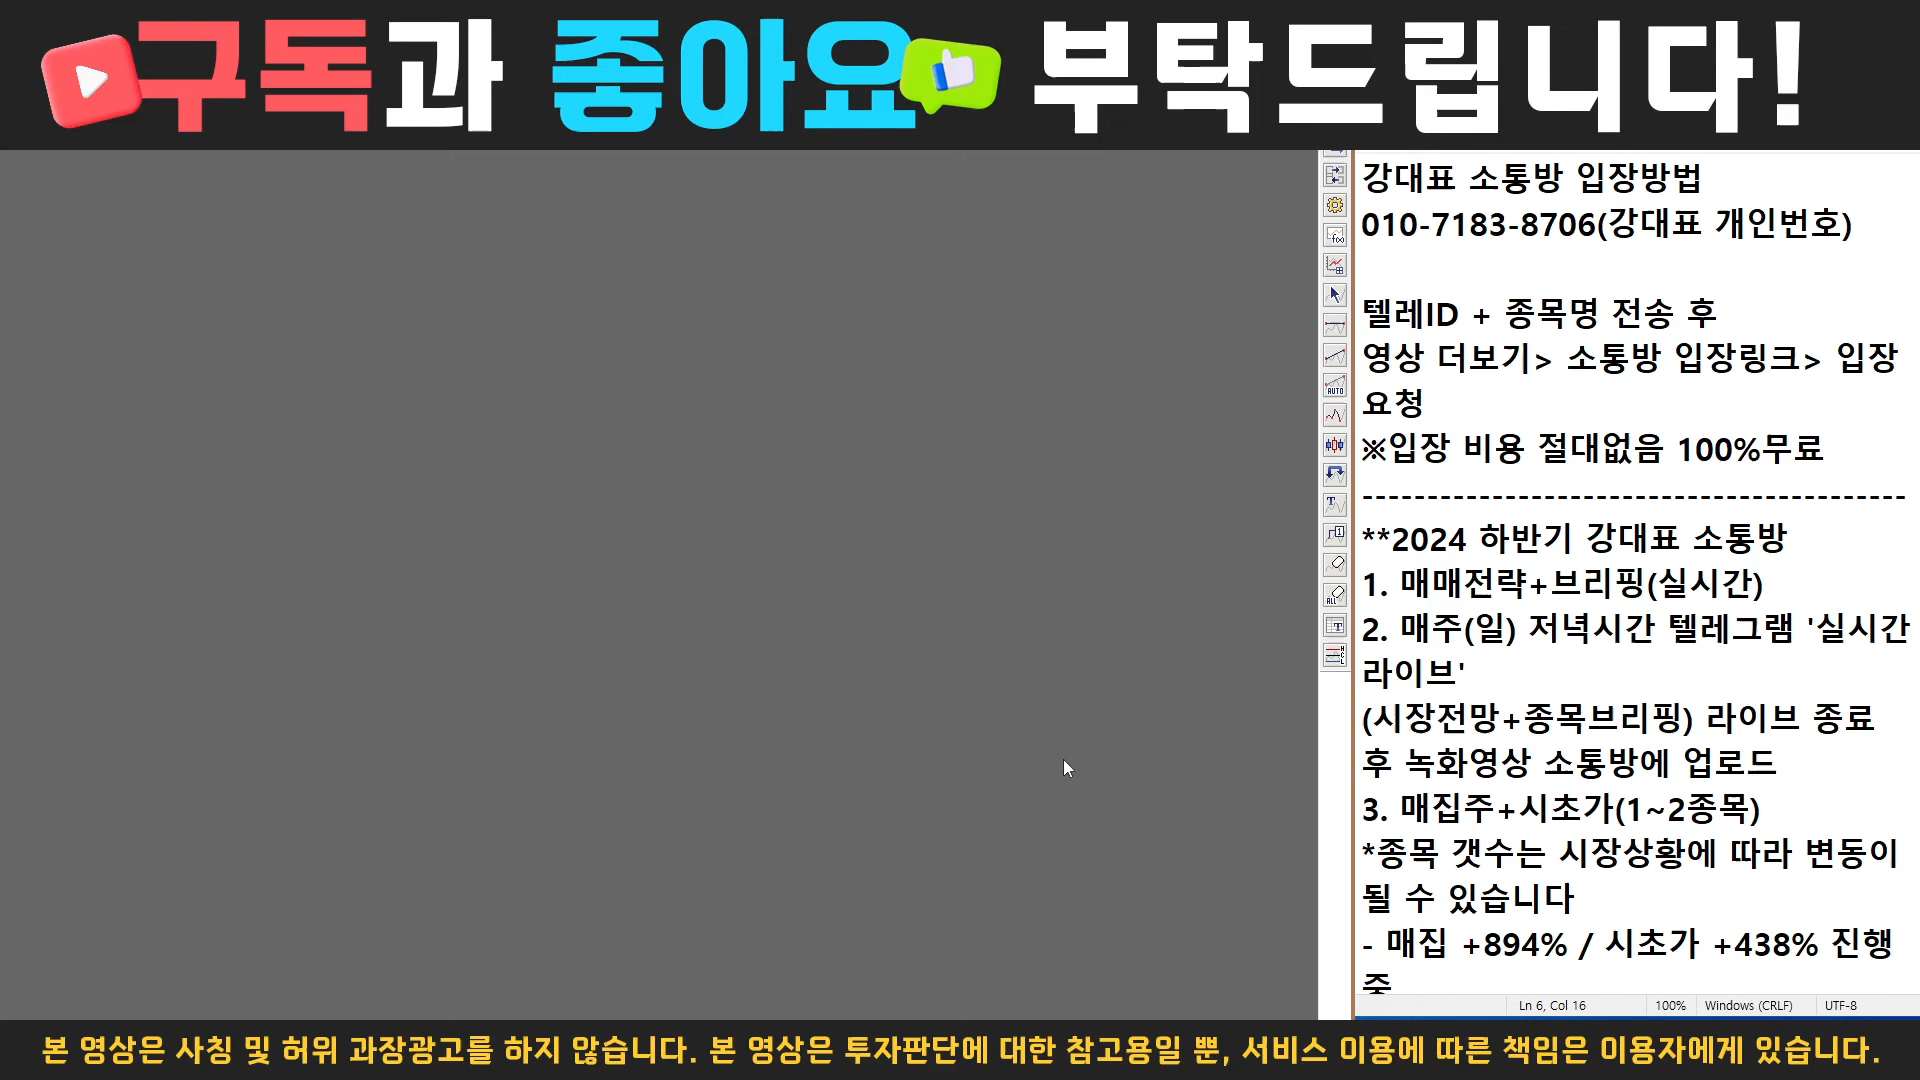 구독과 좋아요 부탁드립니다!
강대표 소통방 입장방법
010-7183-8706(강대표 개인번호)
텔레ID + 종목명 전송 후
영상 더보기> 소통방 입장링크> 입장
요청
※입장 비용 절대없음 100%무료
------------------------------------------
**2024 하반기 강대표 소통방
1. 매매전략+브리핑(실시간)
2. 매주(일) 저녁시간 텔레그램 '실시간
라이브'
(시장전망+종목브리핑) 라이브 종료
후 녹화영상 소통방에 업로드
3. 매집주+시초가(1~2종목)
*종목 갯수는 시장상황에 따라 변동이
될 수 있습니다
- 매집 +894% / 시초가 +438% 진행
중
Ln 6, Col 16 100% Windows (CRLF) UTF-8
본 영상은 사칭 및 허위 과장광고를 하지 않습니다. 본 영상은 투자판단에 대한 참고용일 뿐, 서비스 이용에 따른 책임은 이용자에게 있습니다.